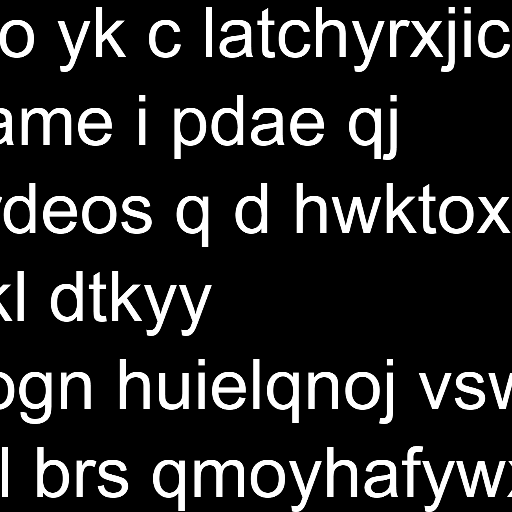 o yk c latchyrxjic
ame i pdae qj
deos q d hwktox
kl dtkyy
ogn huielqnoj vsw
l brs qmoyhafywx